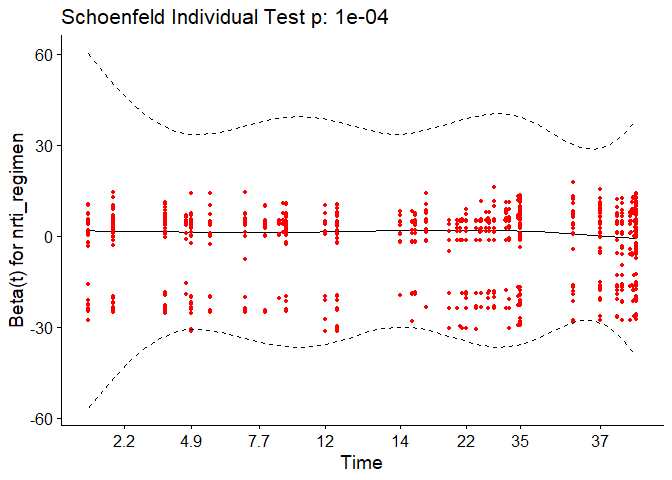 Schoenfeld Individual Test p: 1e-04
Beta(t) for nrti_regimen
60
30
0
-30
-60
2.2 4.9 7.7 12 14 22 35 37
Time